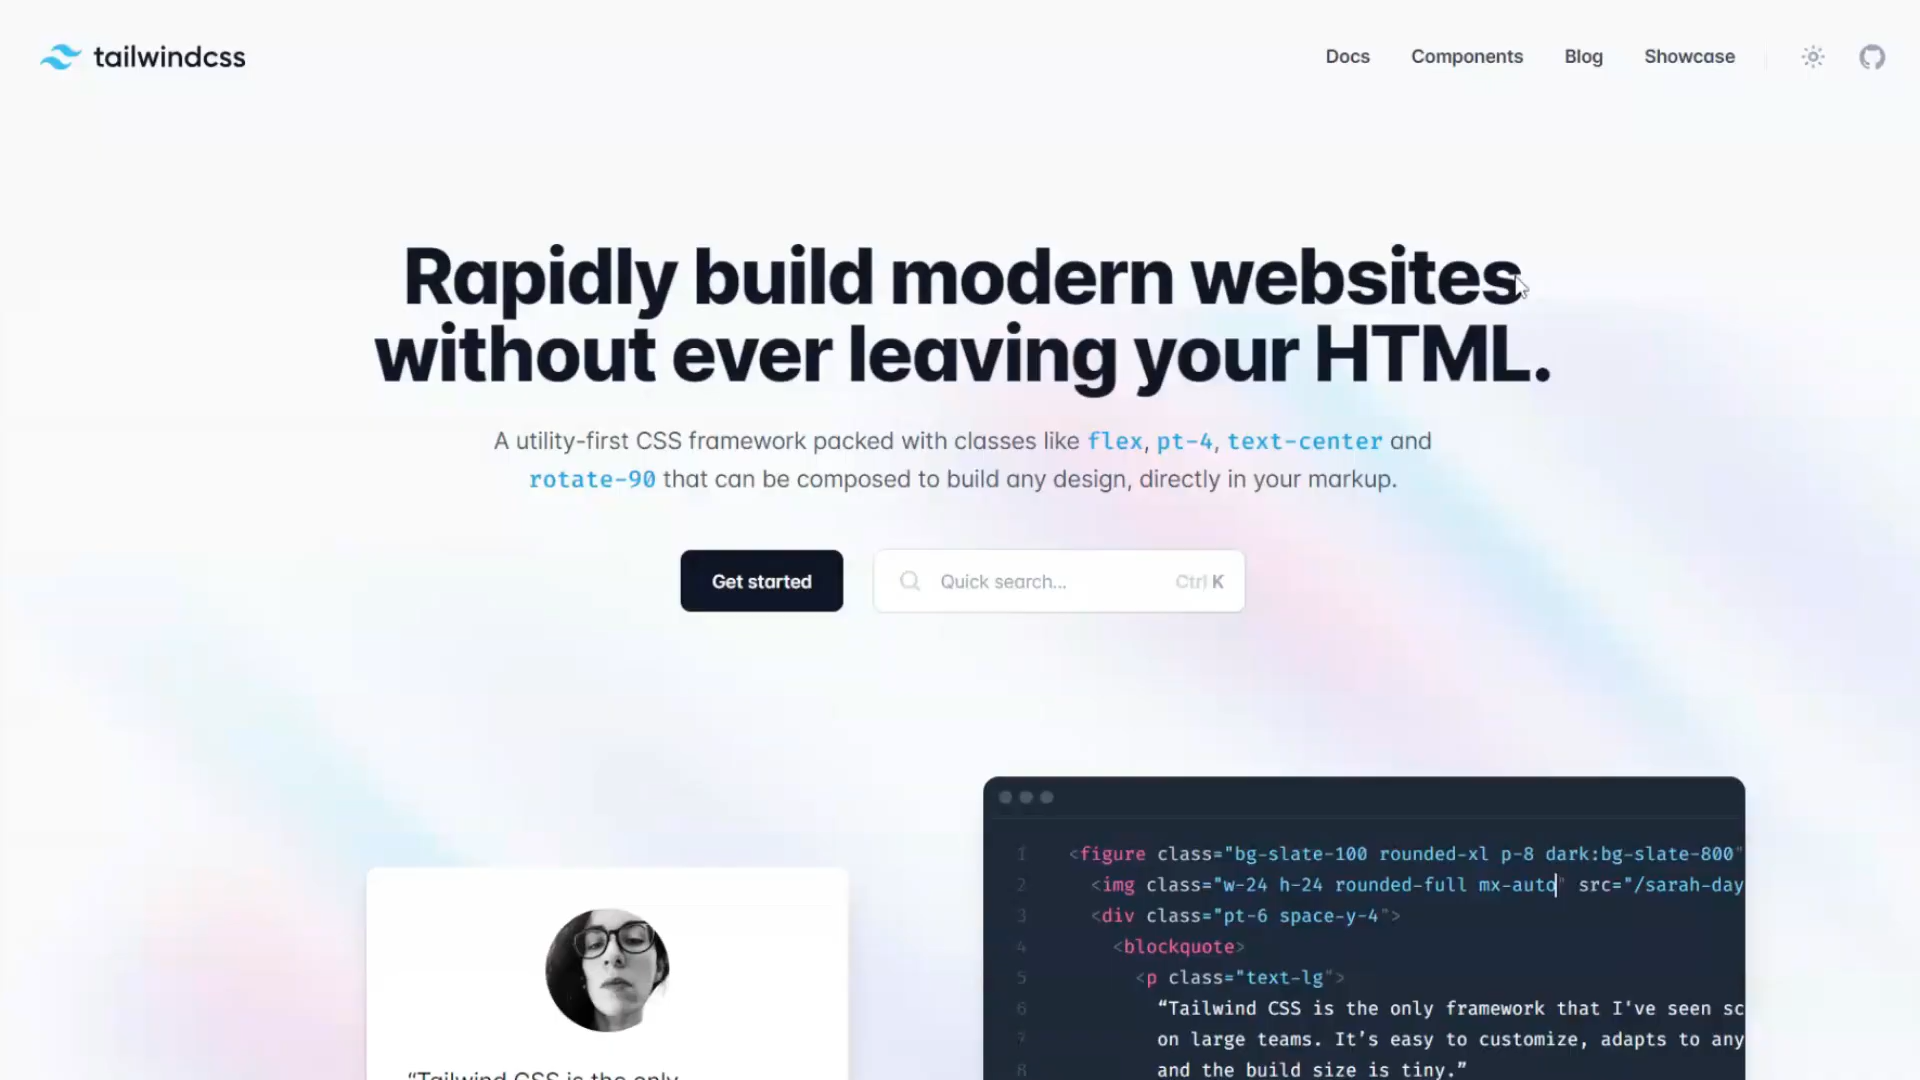 tailwindcss
Docs
Components
Blog
Showcase
Rapidly build modern websites
without ever leaving your HTML.
A utility-first CSS framework packed with classes like flex, pt-4, text-center and
rotate-90 that can be composed to build any design, directly in your markup.
Get started
Quick search...
Ctrl K
1 <figure class="bg-slate-100 rounded-xl p-8 dark:bg-slate-800"
2 <img class="w-24 h-24 rounded-full mx-auto" src="/sarah-day
3 <div class="pt-6 space-y-4">
4 <blockquote>
5 <p class="text-lg">
6 “Tailwind CSS is the only framework that I've seen sc
7 on large teams. It’s easy to customize, adapts to any
8 and the build size is tiny.”
“Tailwind CSS is the only